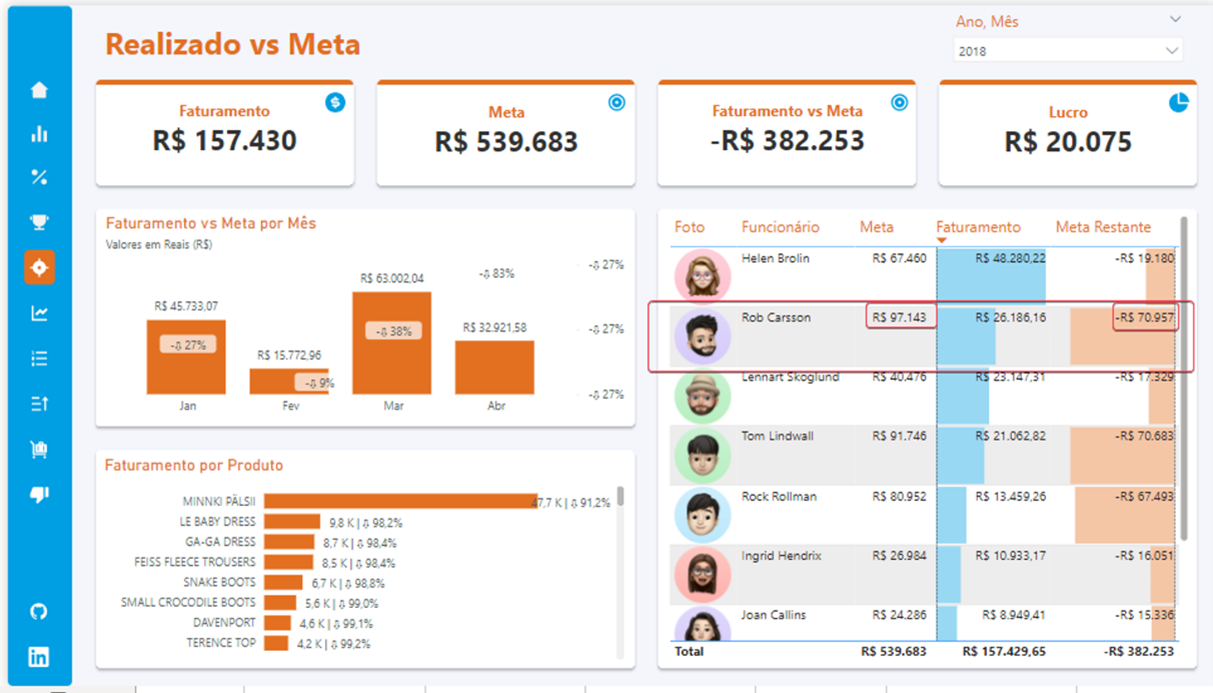 Realizado vs Meta
Ano, Mês
2018
Faturamento
R$ 157.430
Meta
R$ 539.683
Faturamento vs Meta
-R$ 382.253
Lucro
R$ 20.075
Faturamento vs Meta por Mês
Valores em Reais (R$)
R$ 45.733,07
R$ 15.772,96
R$ 63.002,04
R$ 32.921,58
-⇩ 27%
-⇩ 9%
-⇩ 38%
-⇩ 83%
-⇩ 27%
-⇩ 27%
-⇩ 27%
Jan Fev Mar Abr
Faturamento por Produto
MINNKI PÄLSII 47,7 K | ⇩ 91,2%
LE BABY DRESS 9,8 K | ⇩ 98,2%
GA-GA DRESS 8,7 K | ⇩ 98,4%
FEISS FLEECE TROUSERS 8,5 K | ⇩ 98,4%
SNAKE BOOTS 6,7 K | ⇩ 98,8%
SMALL CROCODILE BOOTS 5,6 K | ⇩ 99,0%
DAVENPORT 4,6 K | ⇩ 99,1%
TERENCE TOP 4,2 K | ⇩ 99,2%
Foto Funcionário Meta Faturamento Meta Restante
Helen Brolin R$ 67.460 R$ 48.280,22 -R$ 19.180
Rob Carsson R$ 97.143 R$ 26.186,16 -R$ 70.957
Lennart Skoglund R$ 40.476 R$ 23.147,31 -R$ 17.329
Tom Lindwall R$ 91.746 R$ 21.062,82 -R$ 70.683
Rock Rollman R$ 80.952 R$ 13.459,26 -R$ 67.493
Ingrid Hendrix R$ 26.984 R$ 10.933,17 -R$ 16.051
Joan Callins R$ 24.286 R$ 8.949,41 -R$ 15.336
Total R$ 539.683 R$ 157.429,65 -R$ 382.253
in